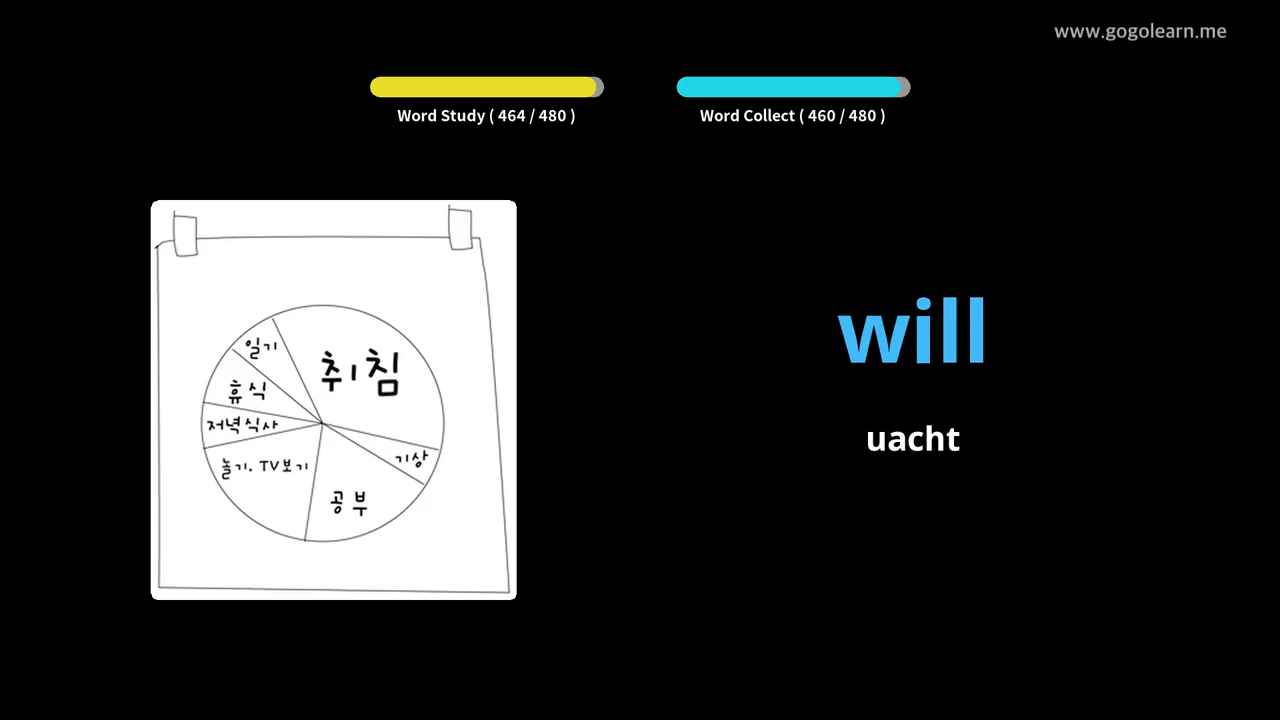 www.gogolearn.me
Word Study ( 464 / 480 )
Word Collect ( 460 / 480 )
일기
취침
휴식
저녁식사
놀기. TV보기
기상
공부
will
uacht